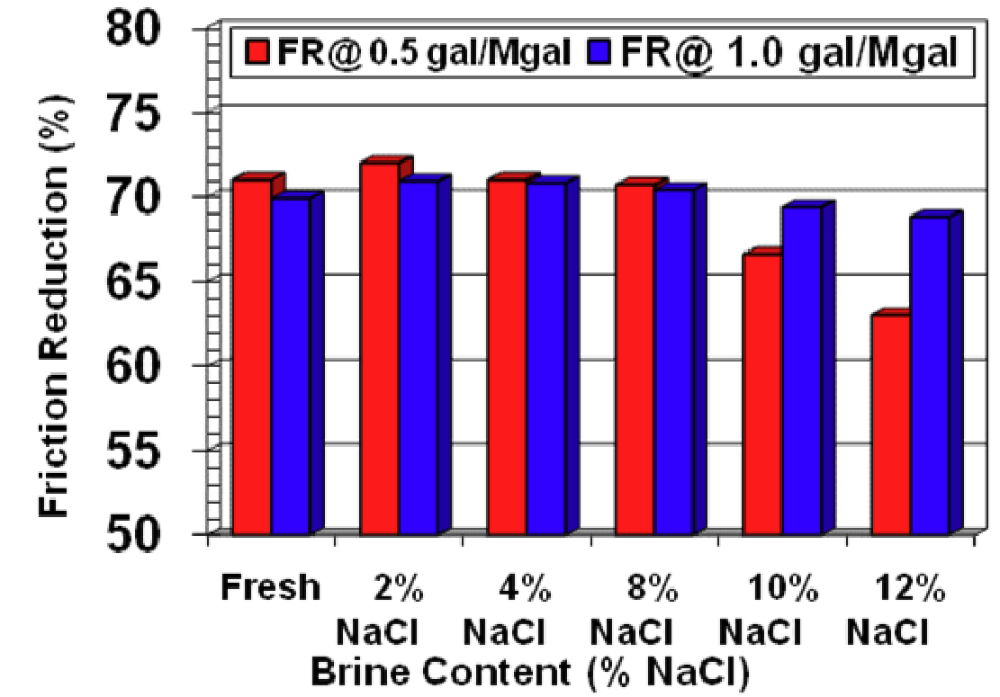 FR@ 0.5 gal/Mgal FR@ 1.0 gal/Mgal
Friction Reduction (%)
80
75
70
65
60
55
50
Fresh 2% 4% 8% 10% 12%
NaCl NaCl NaCl NaCl NaCl
Brine Content (% NaCl)